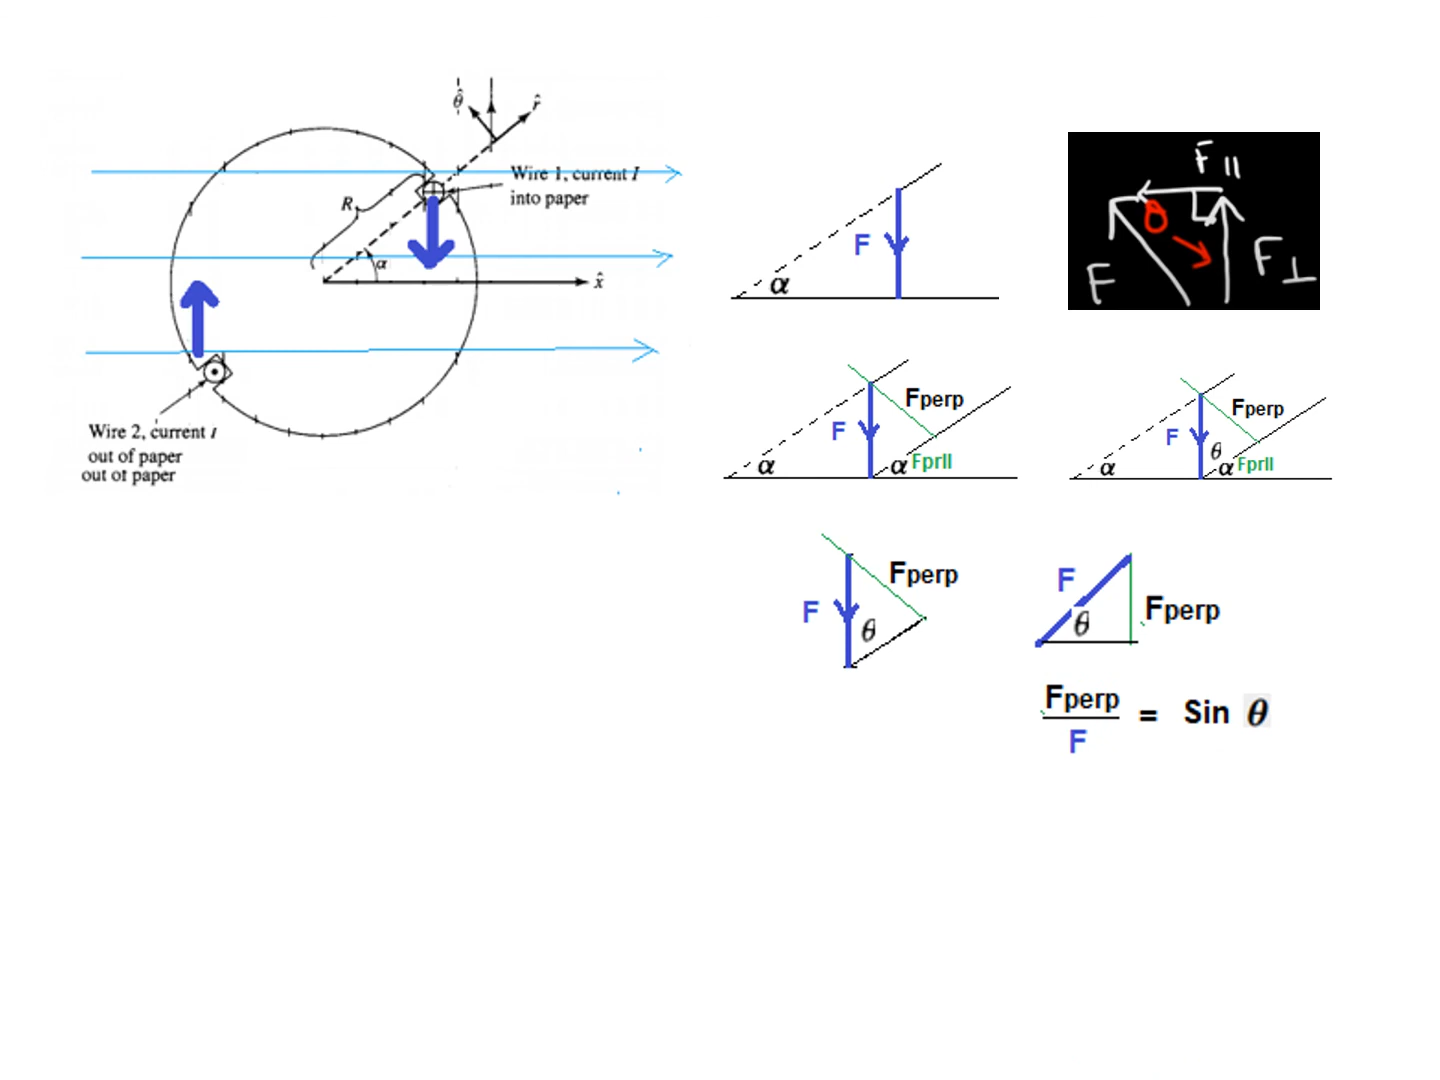 θ̂
r̂
Wire 1, current I
into paper
R
α
x̂
Wire 2, current I
out of paper
out of paper
F
α
F ||
θ
F
F⊥
Fperp
F
α
α Fprll
Fperp
F
θ
α
α Fprll
Fperp
F
θ
F
θ
Fperp
Fperp
= Sin θ
F